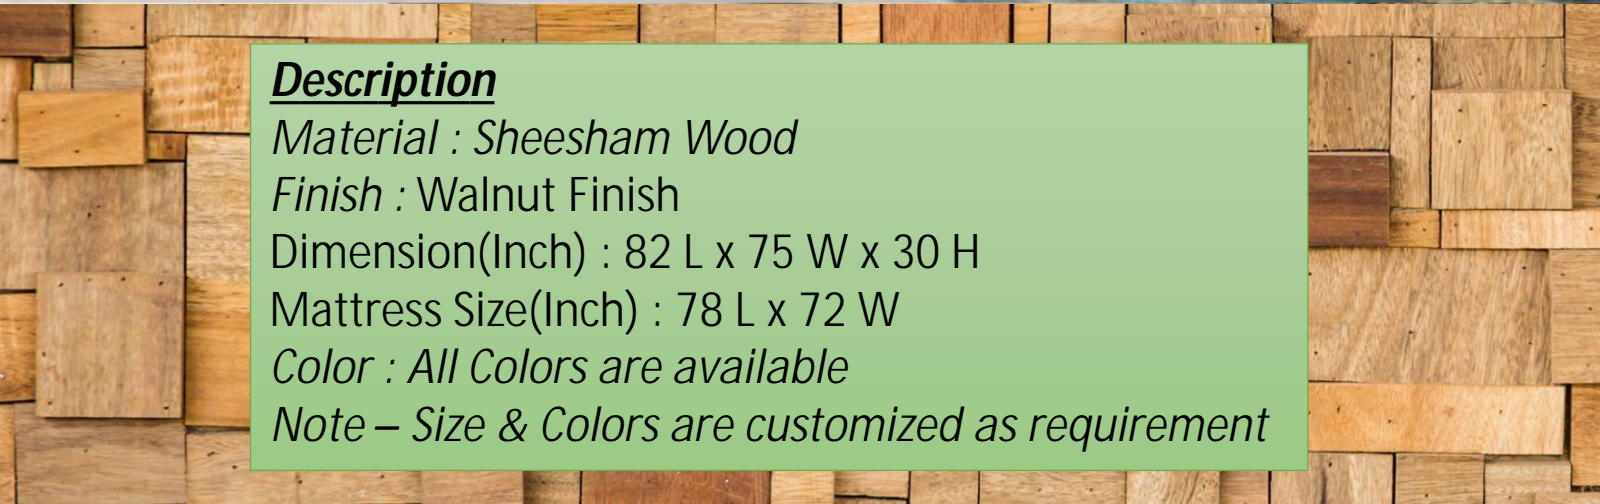 Description
Material : Sheesham Wood
Finish : Walnut Finish
Dimension(Inch) : 82 L x 75 W x 30 H
Mattress Size(Inch) : 78 L x 72 W
Color : All Colors are available
Note – Size & Colors are customized as requirement